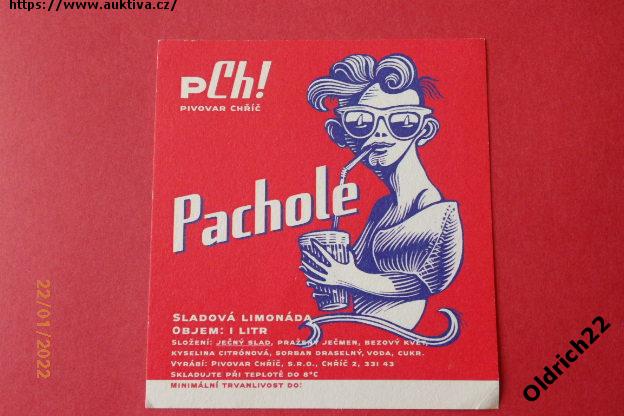 https://www.auktiva.cz/
PCh!
PIVOVAR CHŘÍČ
Pachole
SLADOVÁ LIMONÁDA
OBJEM: 1 LITR
SLOŽENÍ: JEČNÝ SLAD, PRAŽENÝ JEČMEN, BEZOVÝ KVĚT,
KYSELINA CITRÓNOVÁ, SORBAN DRASELNÝ, VODA, CUKR.
VYRÁBÍ: PIVOVAR CHŘÍČ, S.R.O., CHŘÍČ 2, 331 43
SKLADUJTE PŘI TEPLOTĚ DO 8°C
MINIMÁLNÍ TRVANLIVOST DO:
22/01/2022
Oldrich22